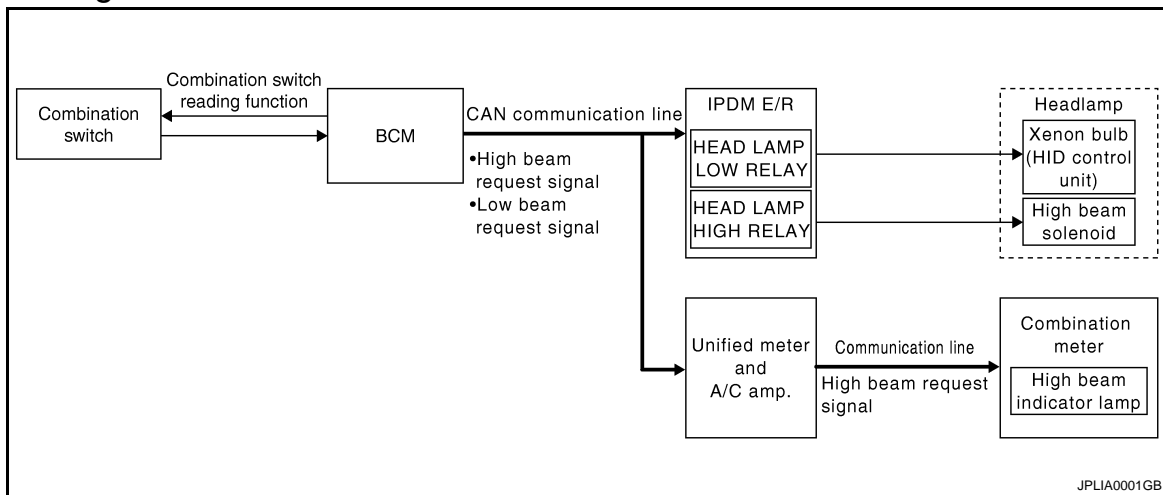 Combination switch
reading function
Combination
switch
BCM
CAN communication line
•High beam
request signal
•Low beam
request signal
IPDM E/R
HEAD LAMP
LOW RELAY
HEAD LAMP
HIGH RELAY
Headlamp
Xenon bulb
(HID control
unit)
High beam
solenoid
Unified meter
and
A/C amp.
Communication line
High beam request
signal
Combination
meter
High beam
indicator lamp
JPLIA0001GB